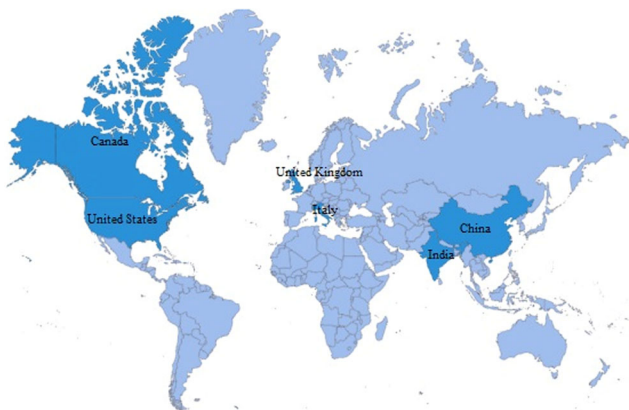 Canada
United Kingdom
United States
Italy
China
India